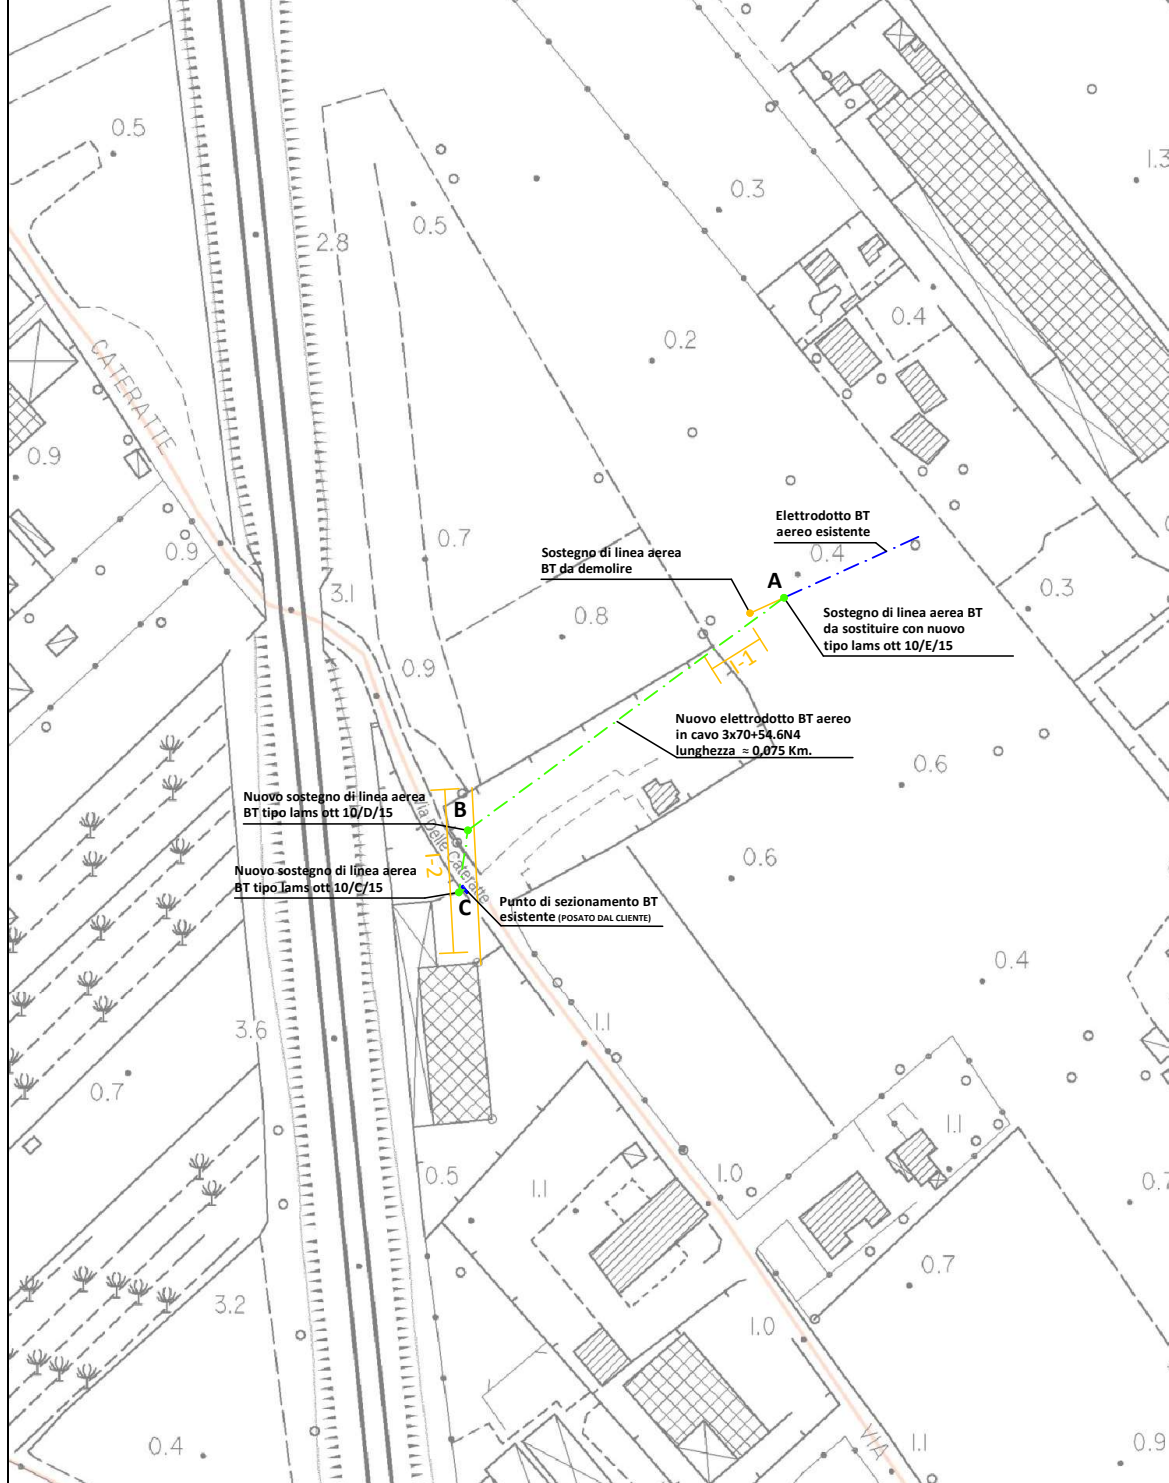 0.5
1.3
0.3
0.5
2.8
0.4
0.2
CATERATTE
0.9
0.7
0.9
Elettrodotto BT
aereo esistente
Sostegno di linea aerea
BT da demolire
0.4
A
0.3
3.1
0.8
Sostegno di linea aerea BT
da sostituire con nuovo
tipo lams ott 10/E/15
0.9
I-1
Nuovo elettrodotto BT aereo
in cavo 3x70+54.6N4
lunghezza ≈ 0,075 Km.
0.6
Nuovo sostegno di linea aerea
BT tipo lams ott 10/D/15
B
Via Delle Cateratte
I-2
0.6
Nuovo sostegno di linea aerea
BT tipo lams ott 10/C/15
C
Punto di sezionamento BT
esistente (POSATO DAL CLIENTE)
0.4
3.6
1.1
0.7
1.1
0.5
1.1
1.0
0.7
0.7
3.2
1.0
0.4
VIA
1.1
0.9